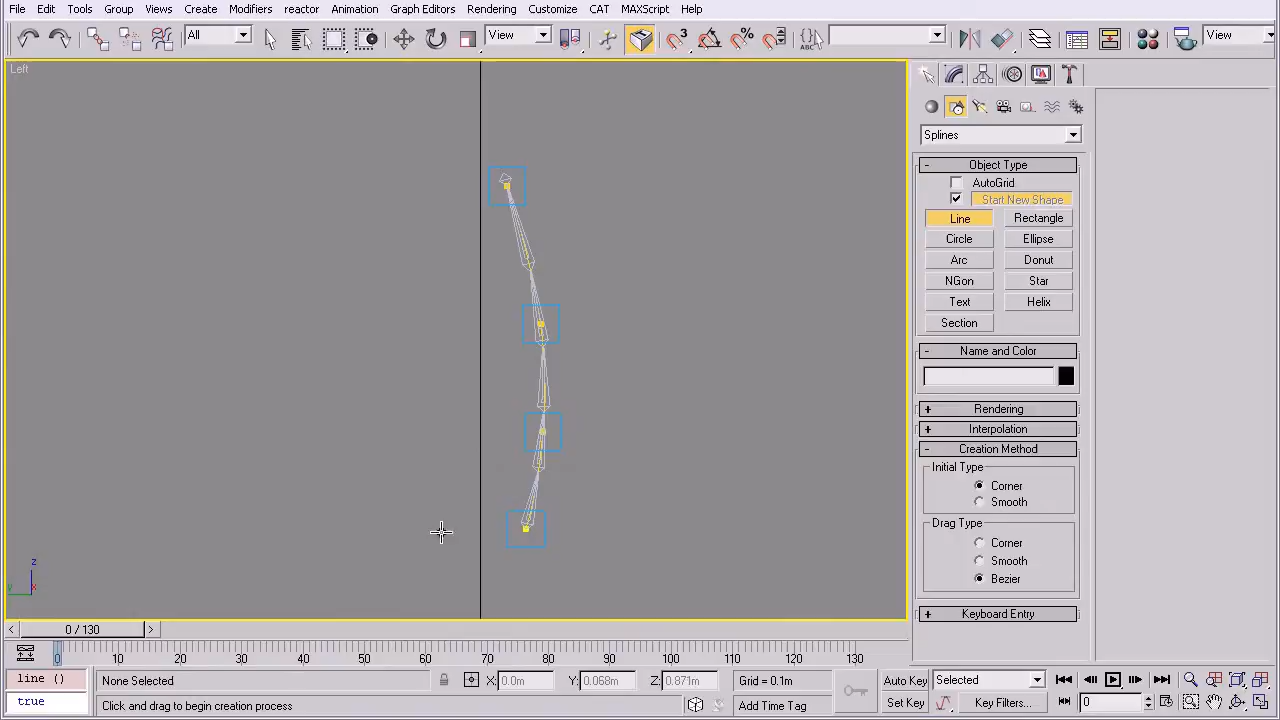 File Edit Tools Group Views Create Modifiers reactor Animation Graph Editors Rendering Customize CAT MAXScript Help
All View 3 % ABC View
Left
Splines
- Object Type
AutoGrid
Start New Shape
Line Rectangle
Circle Ellipse
Arc Donut
NGon Star
Text Helix
Section
- Name and Color
+ Rendering
+ Interpolation
- Creation Method
Initial Type
Corner
Smooth
Drag Type
Corner
Smooth
Bezier
+ Keyboard Entry
z
y x
< 0 / 130 >
0 10 20 30 40 50 60 70 80 90 100 110 120 130
line () None Selected X: 0.0m Y: 0.068m Z: 0.871m Grid = 0.1m Auto Key Selected
true Click and drag to begin creation process Add Time Tag Set Key Key Filters... 0